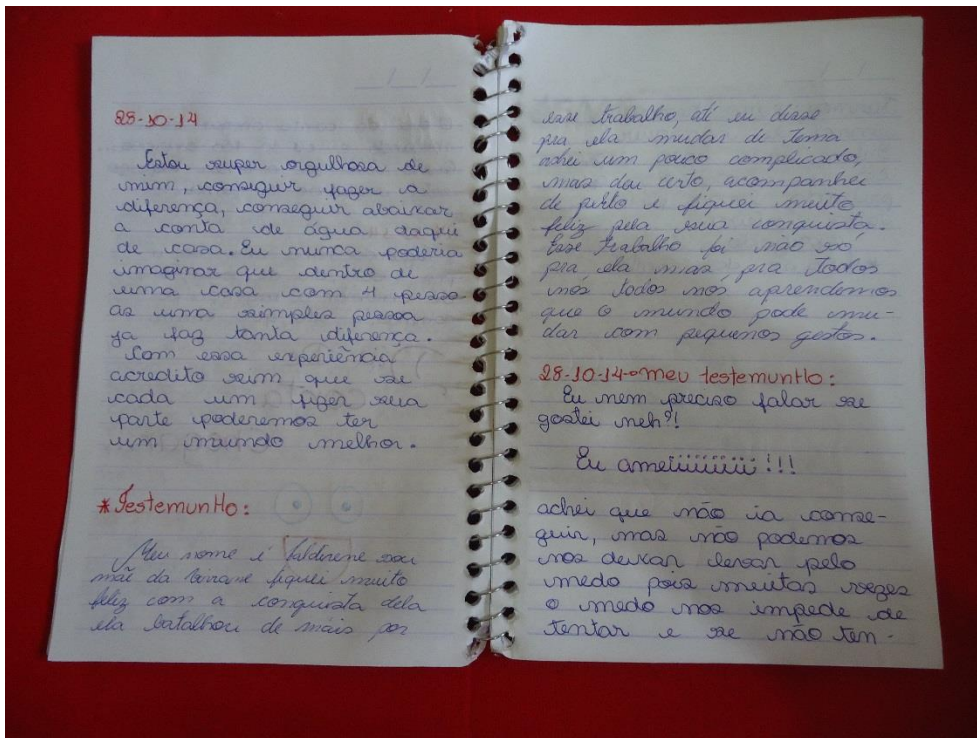 28-10-14
Estou super orgulhosa de
mim, conseguir fazer a
diferença, conseguir abaixar
a conta de água daqui
de casa. Eu nunca poderia
imaginar que dentro de
uma casa com 4 pesso
as uma simples pessoa
ja faz tanta diferença.
Com essa experiência
acredito sum que se
cada um fizer sua
parte poderemos ter
um mundo melhor.
* Testemunho:
Meu nome é Valdirene sou
mãe da fiquei muito
feliz com a conquista dela
ela batalhou de mais por
esse trabalho, até eu disse
pra ela mudar de tema
achei um pouco complicado,
mas deu certo, acompanhei
de perto e fiquei muito
feliz pela sua conquista.
Esse trabalho foi não só
pra ela mas pra todos
nos todos nos aprendemos
que o mundo pode mu-
dar com pequenos gestos.
28-10-14-meu testemunho:
Eu nem preciso falar se
gostei neh?!
Eu ameiiiiiiiii!!!
achei que não ia conse-
guir, mas não podemos
nos deixar levar pelo
medo pois muitas vezes
o medo nos impede de
tentar e se não ten-